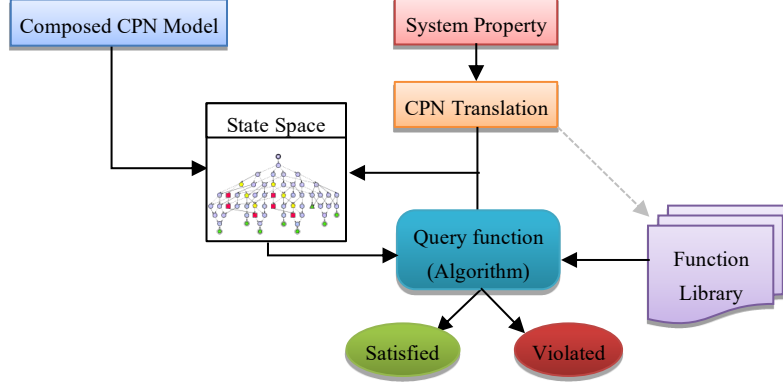 Composed CPN Model
System Property
CPN Translation
State Space
Query function
(Algorithm)
Function
Library
Satisfied
Violated